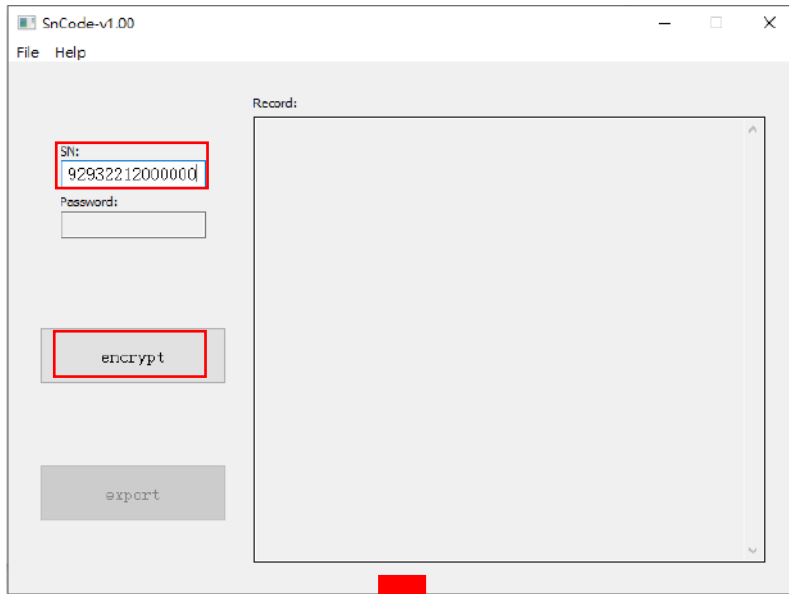 SnCode-v1.00
File Help
Record:
SN:
92932212000000
Password:
encrypt
export